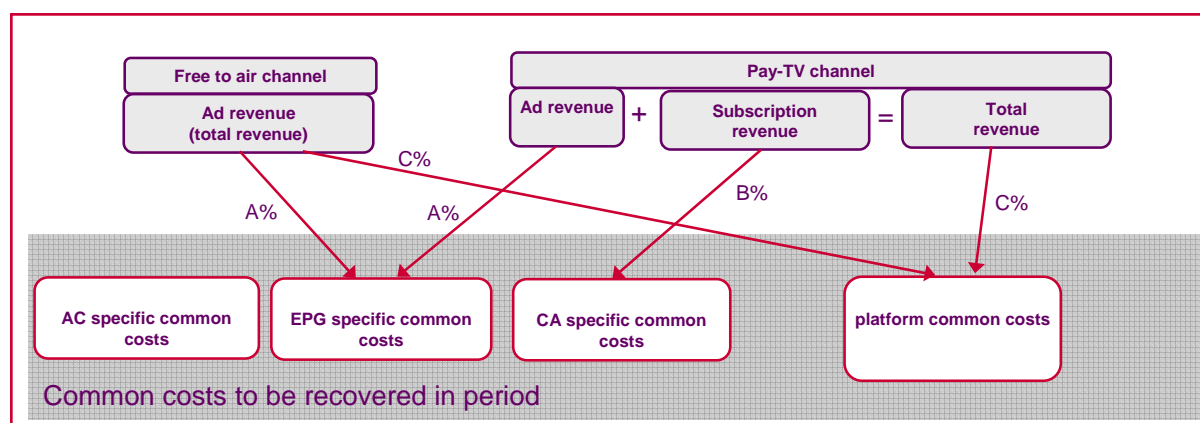 Free to air channel
Ad revenue
(total revenue)
Pay-TV channel
Ad revenue
+
Subscription
revenue
=
Total
revenue
C%
A%
A%
B%
C%
AC specific common
costs
EPG specific common
costs
CA specific common
costs
platform common costs
Common costs to be recovered in period